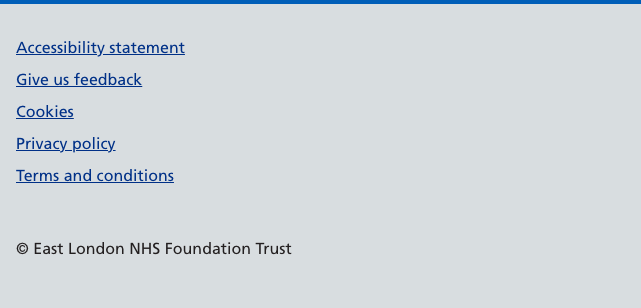 Accessibility statement
Give us feedback
Cookies
Privacy policy
Terms and conditions
© East London NHS Foundation Trust